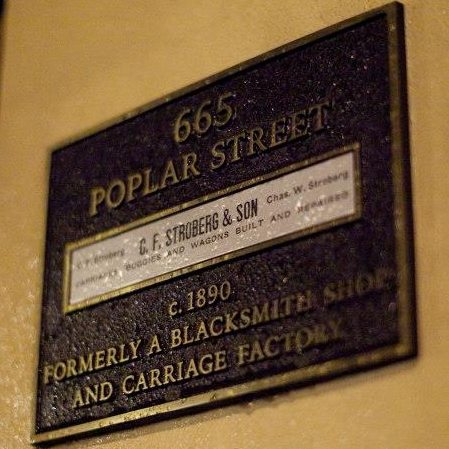 665
POPLAR STREET
C. F. Stroberg C. F. STROBERG & SON Chas. W. Stroberg
CARRIAGES, BUGGIES AND WAGONS BUILT AND REPAIRED
c. 1890
FORMERLY A BLACKSMITH SHOP
AND CARRIAGE FACTORY